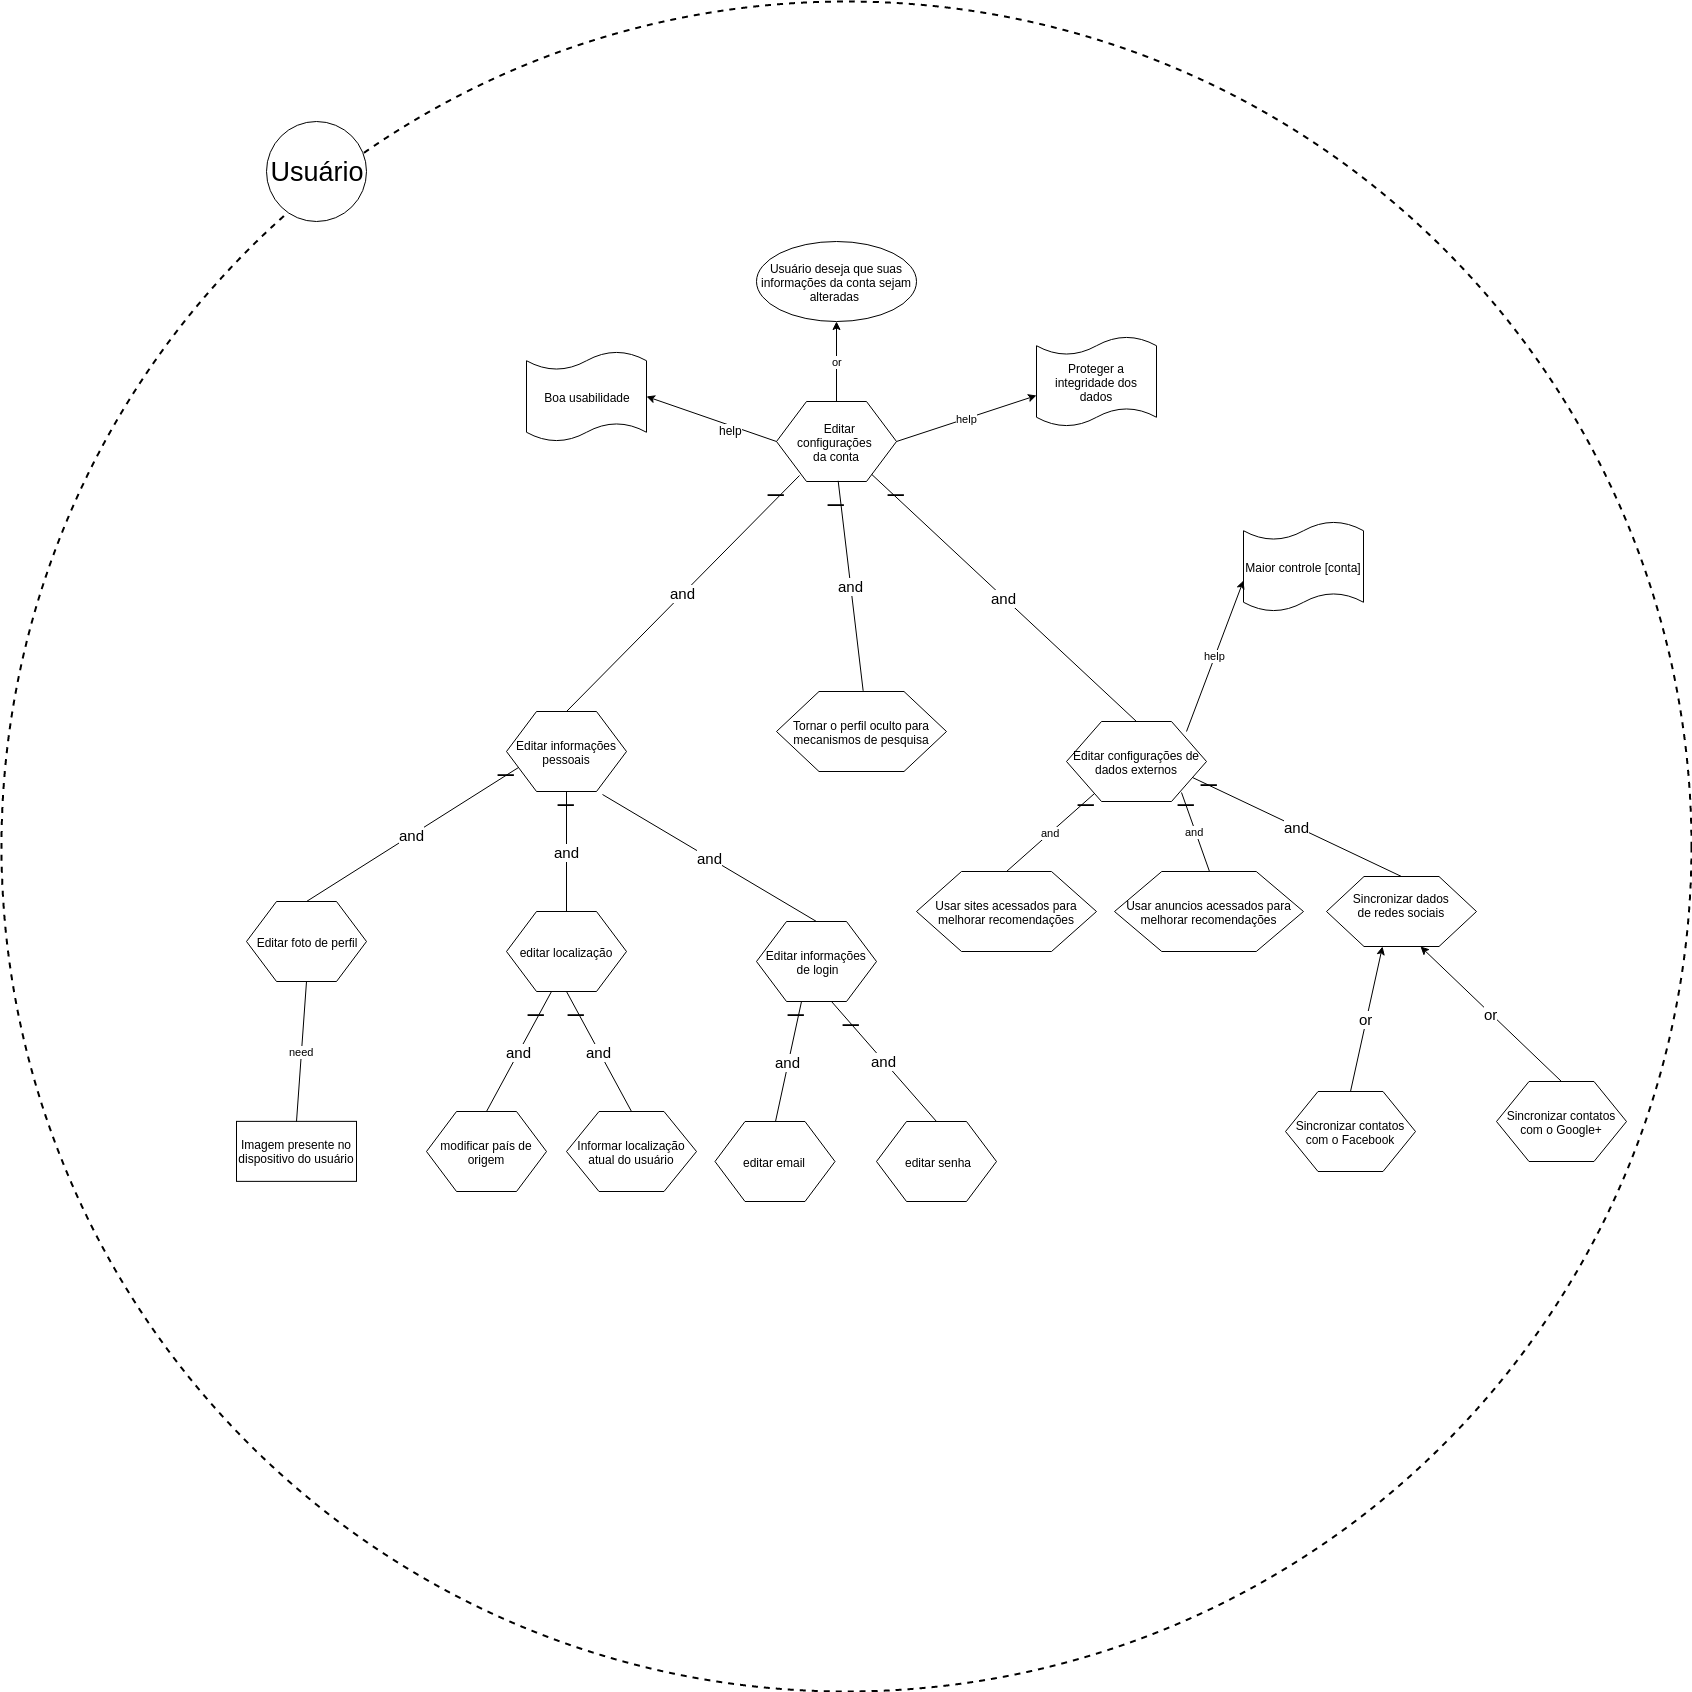 Usuário
Usuário deseja que suas
informações da conta sejam
alteradas
or
Boa usabilidade
help
Editar
configurações
da conta
help
Proteger a
integridade dos
dados
and
and
and
Maior controle [conta]
help
Editar informações
pessoais
Tornar o perfil oculto para
mecanismos de pesquisa
Editar configurações de
dados externos
and
and
and
and
and
and
Editar foto de perfil
editar localização
Editar informações
de login
Usar sites acessados para
melhorar recomendações
Usar anuncios acessados para
melhorar recomendações
Sincronizar dados
de redes sociais
need
and
and
and
and
or
or
Imagem presente no
dispositivo do usuário
modificar país de
origem
Informar localização
atual do usuário
editar email
editar senha
Sincronizar contatos
com o Facebook
Sincronizar contatos
com o Google+